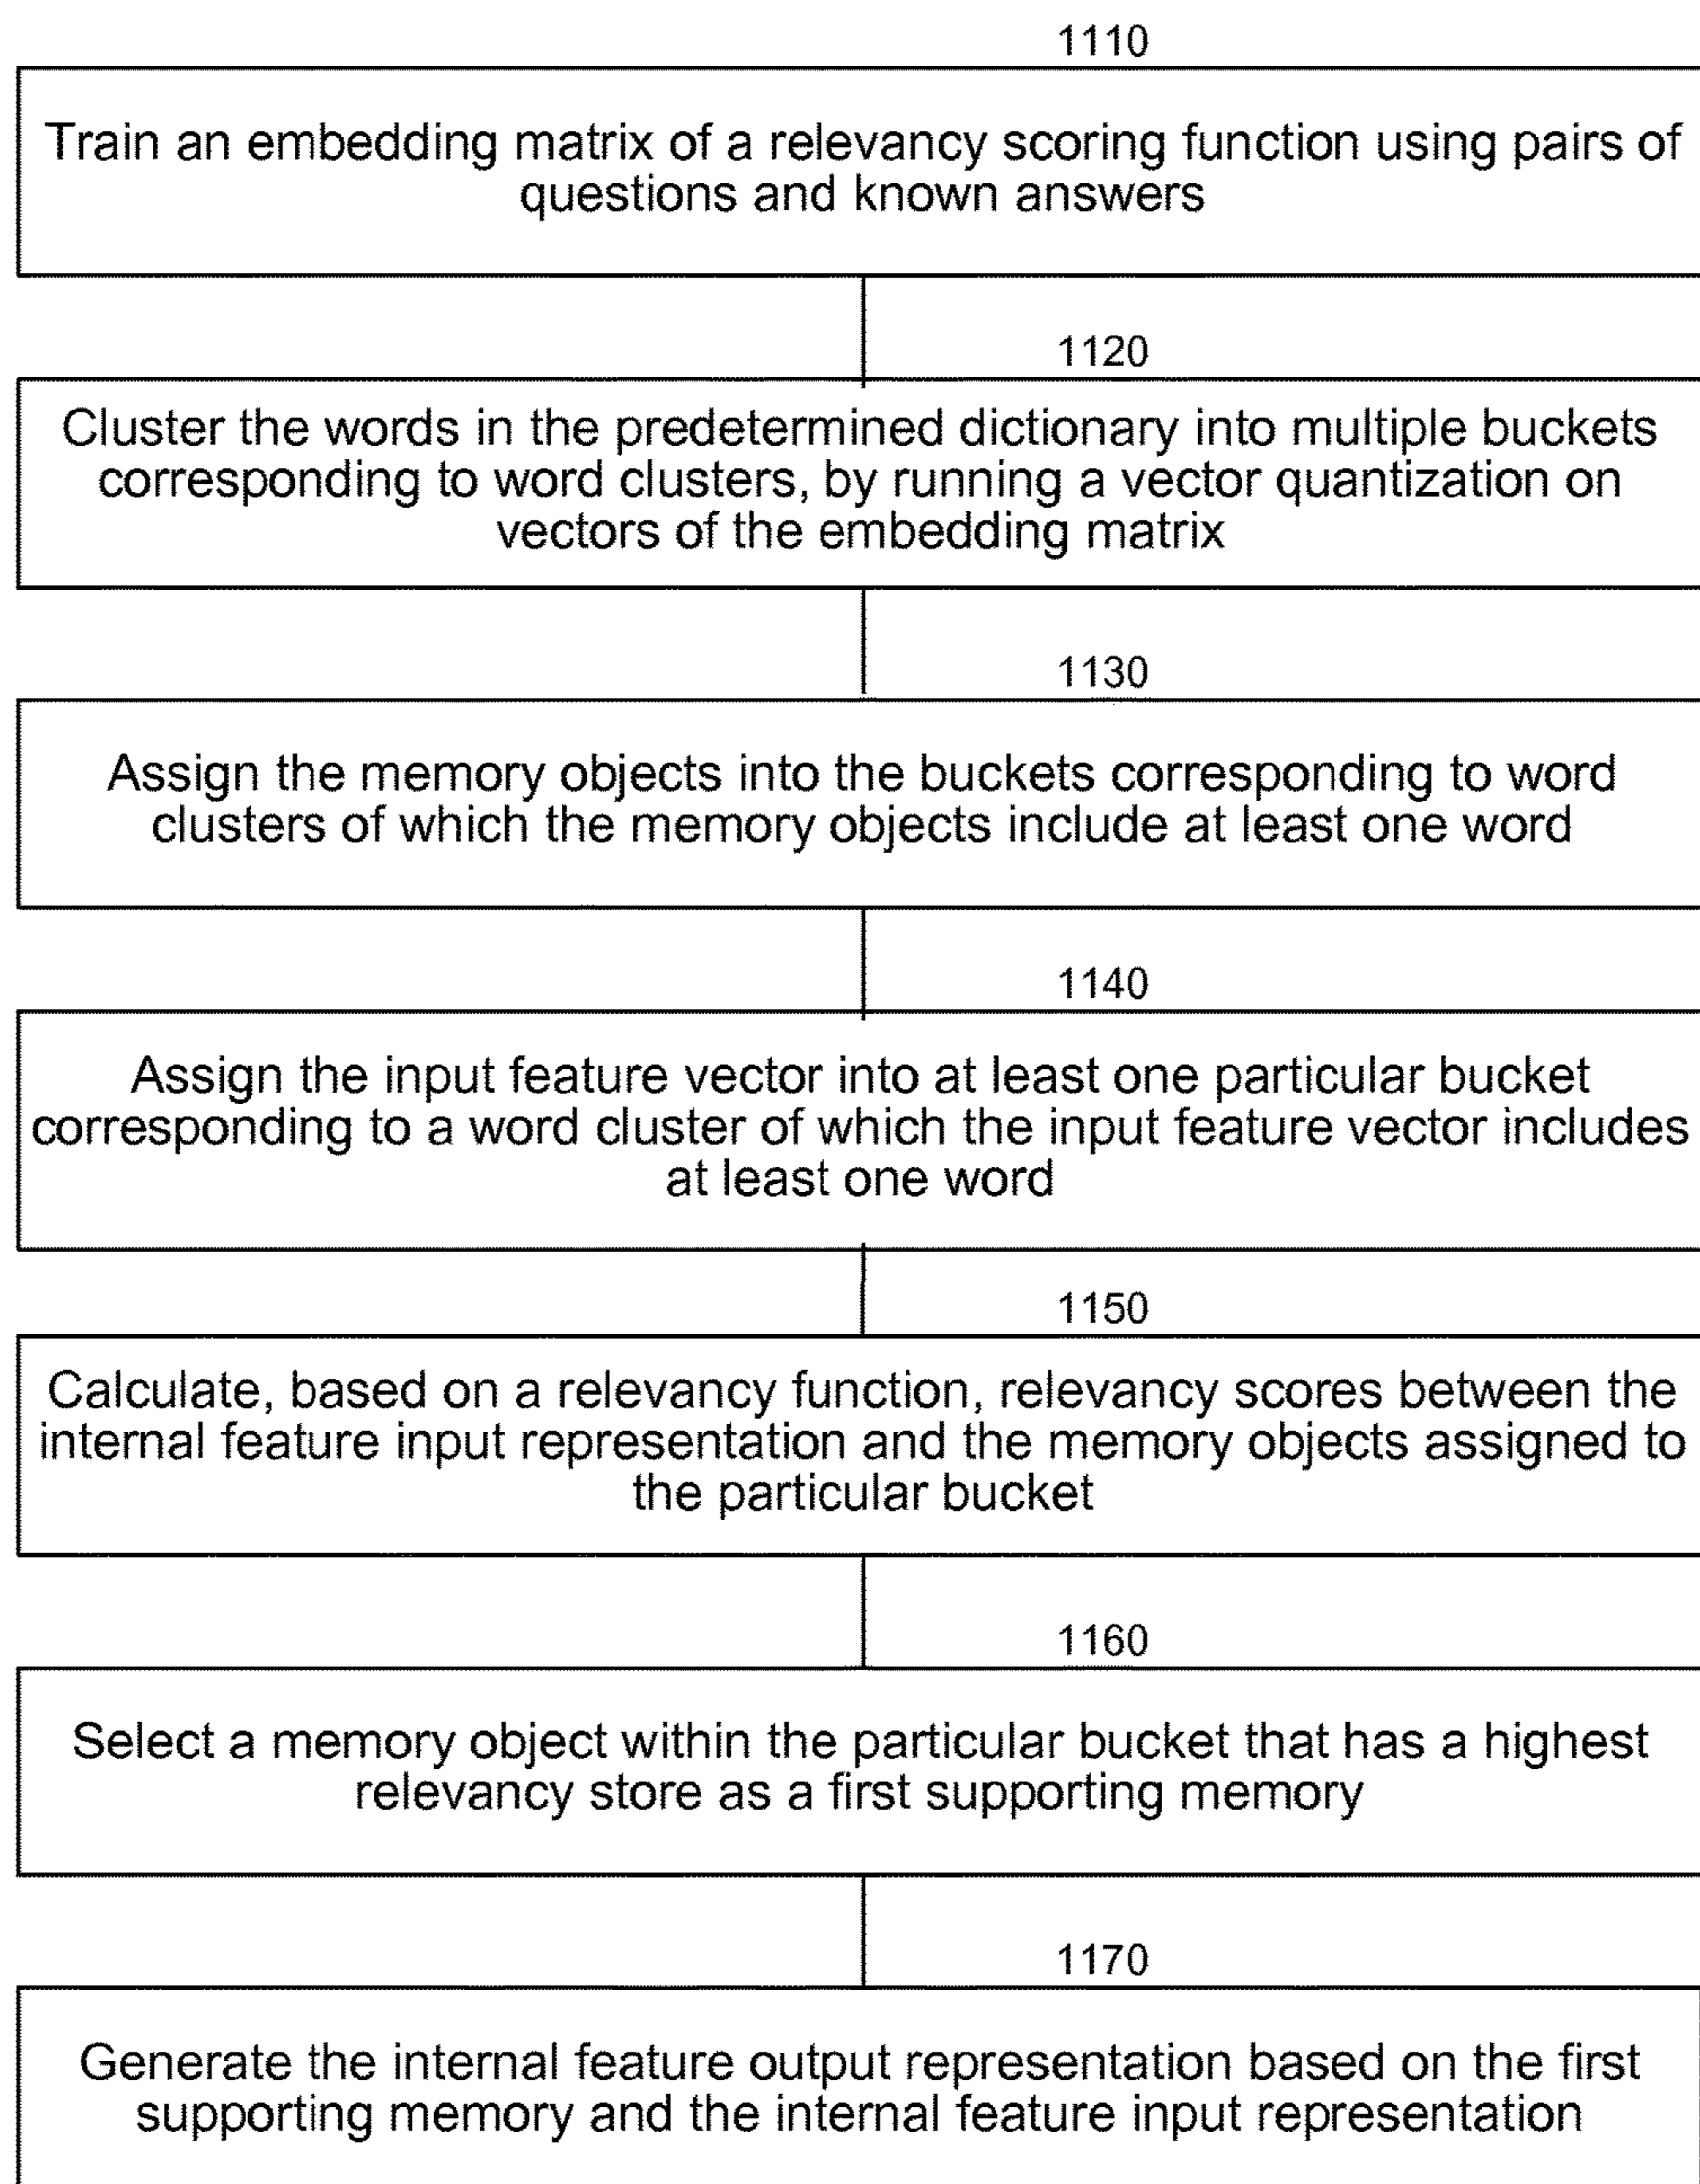 1110
Train an embedding matrix of a relevancy scoring function using pairs of
questions and known answers
1120
Cluster the words in the predetermined dictionary into multiple buckets
corresponding to word clusters, by running a vector quantization on
vectors of the embedding matrix
1130
Assign the memory objects into the buckets corresponding to word
clusters of which the memory objects include at least one word
1140
Assign the input feature vector into at least one particular bucket
corresponding to a word cluster of which the input feature vector includes
at least one word
1150
Calculate, based on a relevancy function, relevancy scores between the
internal feature input representation and the memory objects assigned to
the particular bucket
1160
Select a memory object within the particular bucket that has a highest
relevancy store as a first supporting memory
1170
Generate the internal feature output representation based on the first
supporting memory and the internal feature input representation